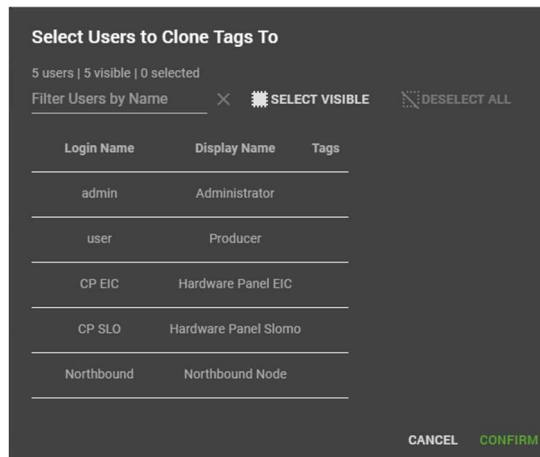 Select Users to Clone Tags To
5 users | 5 visible | 0 selected
Filter Users by Name SELECT VISIBLE DESELECT ALL
Login Name Display Name Tags
admin Administrator
user Producer
CP EIC Hardware Panel EIC
CP SLO Hardware Panel Slomo
Northbound Northbound Node
CANCEL CONFIRM